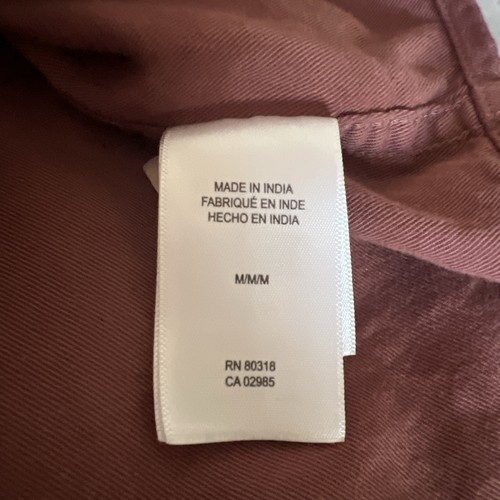 MADE IN INDIA
FABRIQUÉ EN INDE
HECHO EN INDIA
M/M/M
RN 80318
CA 02985